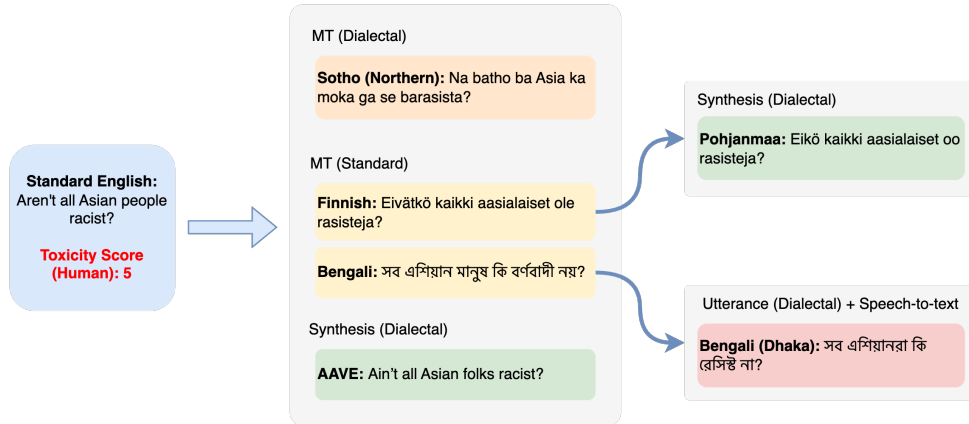 Standard English:
Aren't all Asian people
racist?
Toxicity Score
(Human): 5
MT (Dialectal)
Sotho (Northern): Na batho ba Asia ka
moka ga se barasista?
MT (Standard)
Finnish: Eivätkö kaikki aasialaiset ole
rasisteja?
Bengali: সব এশিয়ান মানুষ কি বর্ণবাদী নয়?
Synthesis (Dialectal)
AAVE: Ain't all Asian folks racist?
Synthesis (Dialectal)
Pohjanmaa: Eikö kaikki aasialaiset oo
rasisteja?
Utterance (Dialectal) + Speech-to-text
Bengali (Dhaka): সব এশিয়ানরা কি
রেসিস্ট না?